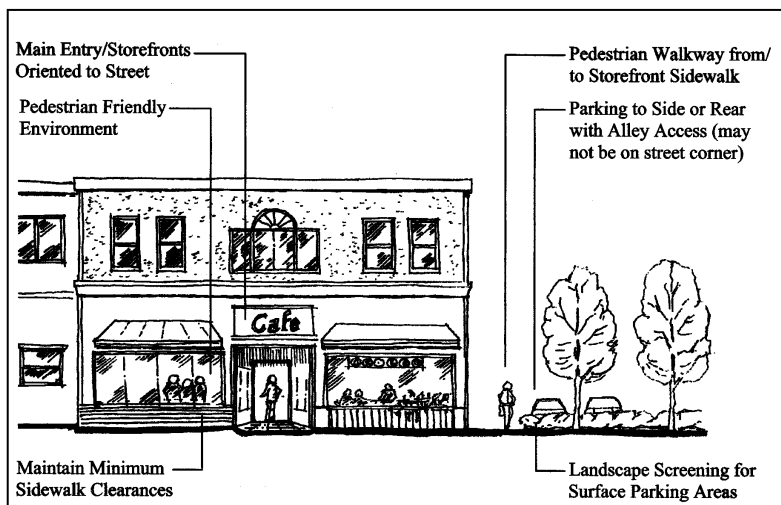 Main Entry/Storefronts
Oriented to Street
Pedestrian Friendly
Environment
Pedestrian Walkway from/
to Storefront Sidewalk
Parking to Side or Rear
with Alley Access (may
not be on street corner)
Cafe
Maintain Minimum
Sidewalk Clearances
Landscape Screening for
Surface Parking Areas